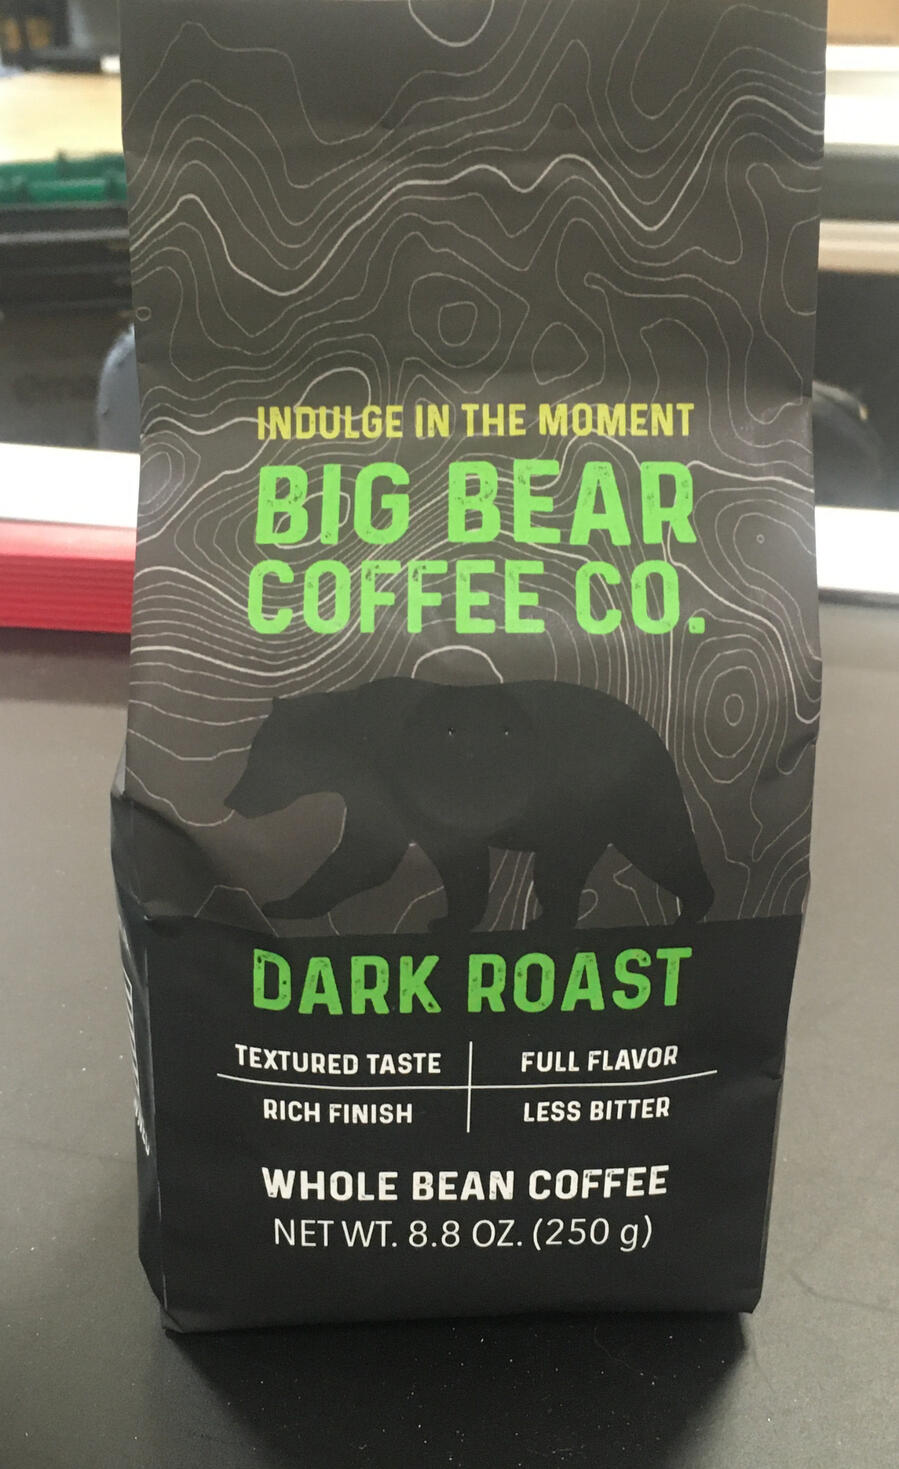 INDULGE IN THE MOMENT
BIG BEAR
COFFEE CO.
DARK ROAST
TEXTURED TASTE FULL FLAVOR
RICH FINISH LESS BITTER
WHOLE BEAN COFFEE
NET WT. 8.8 OZ. (250 g)